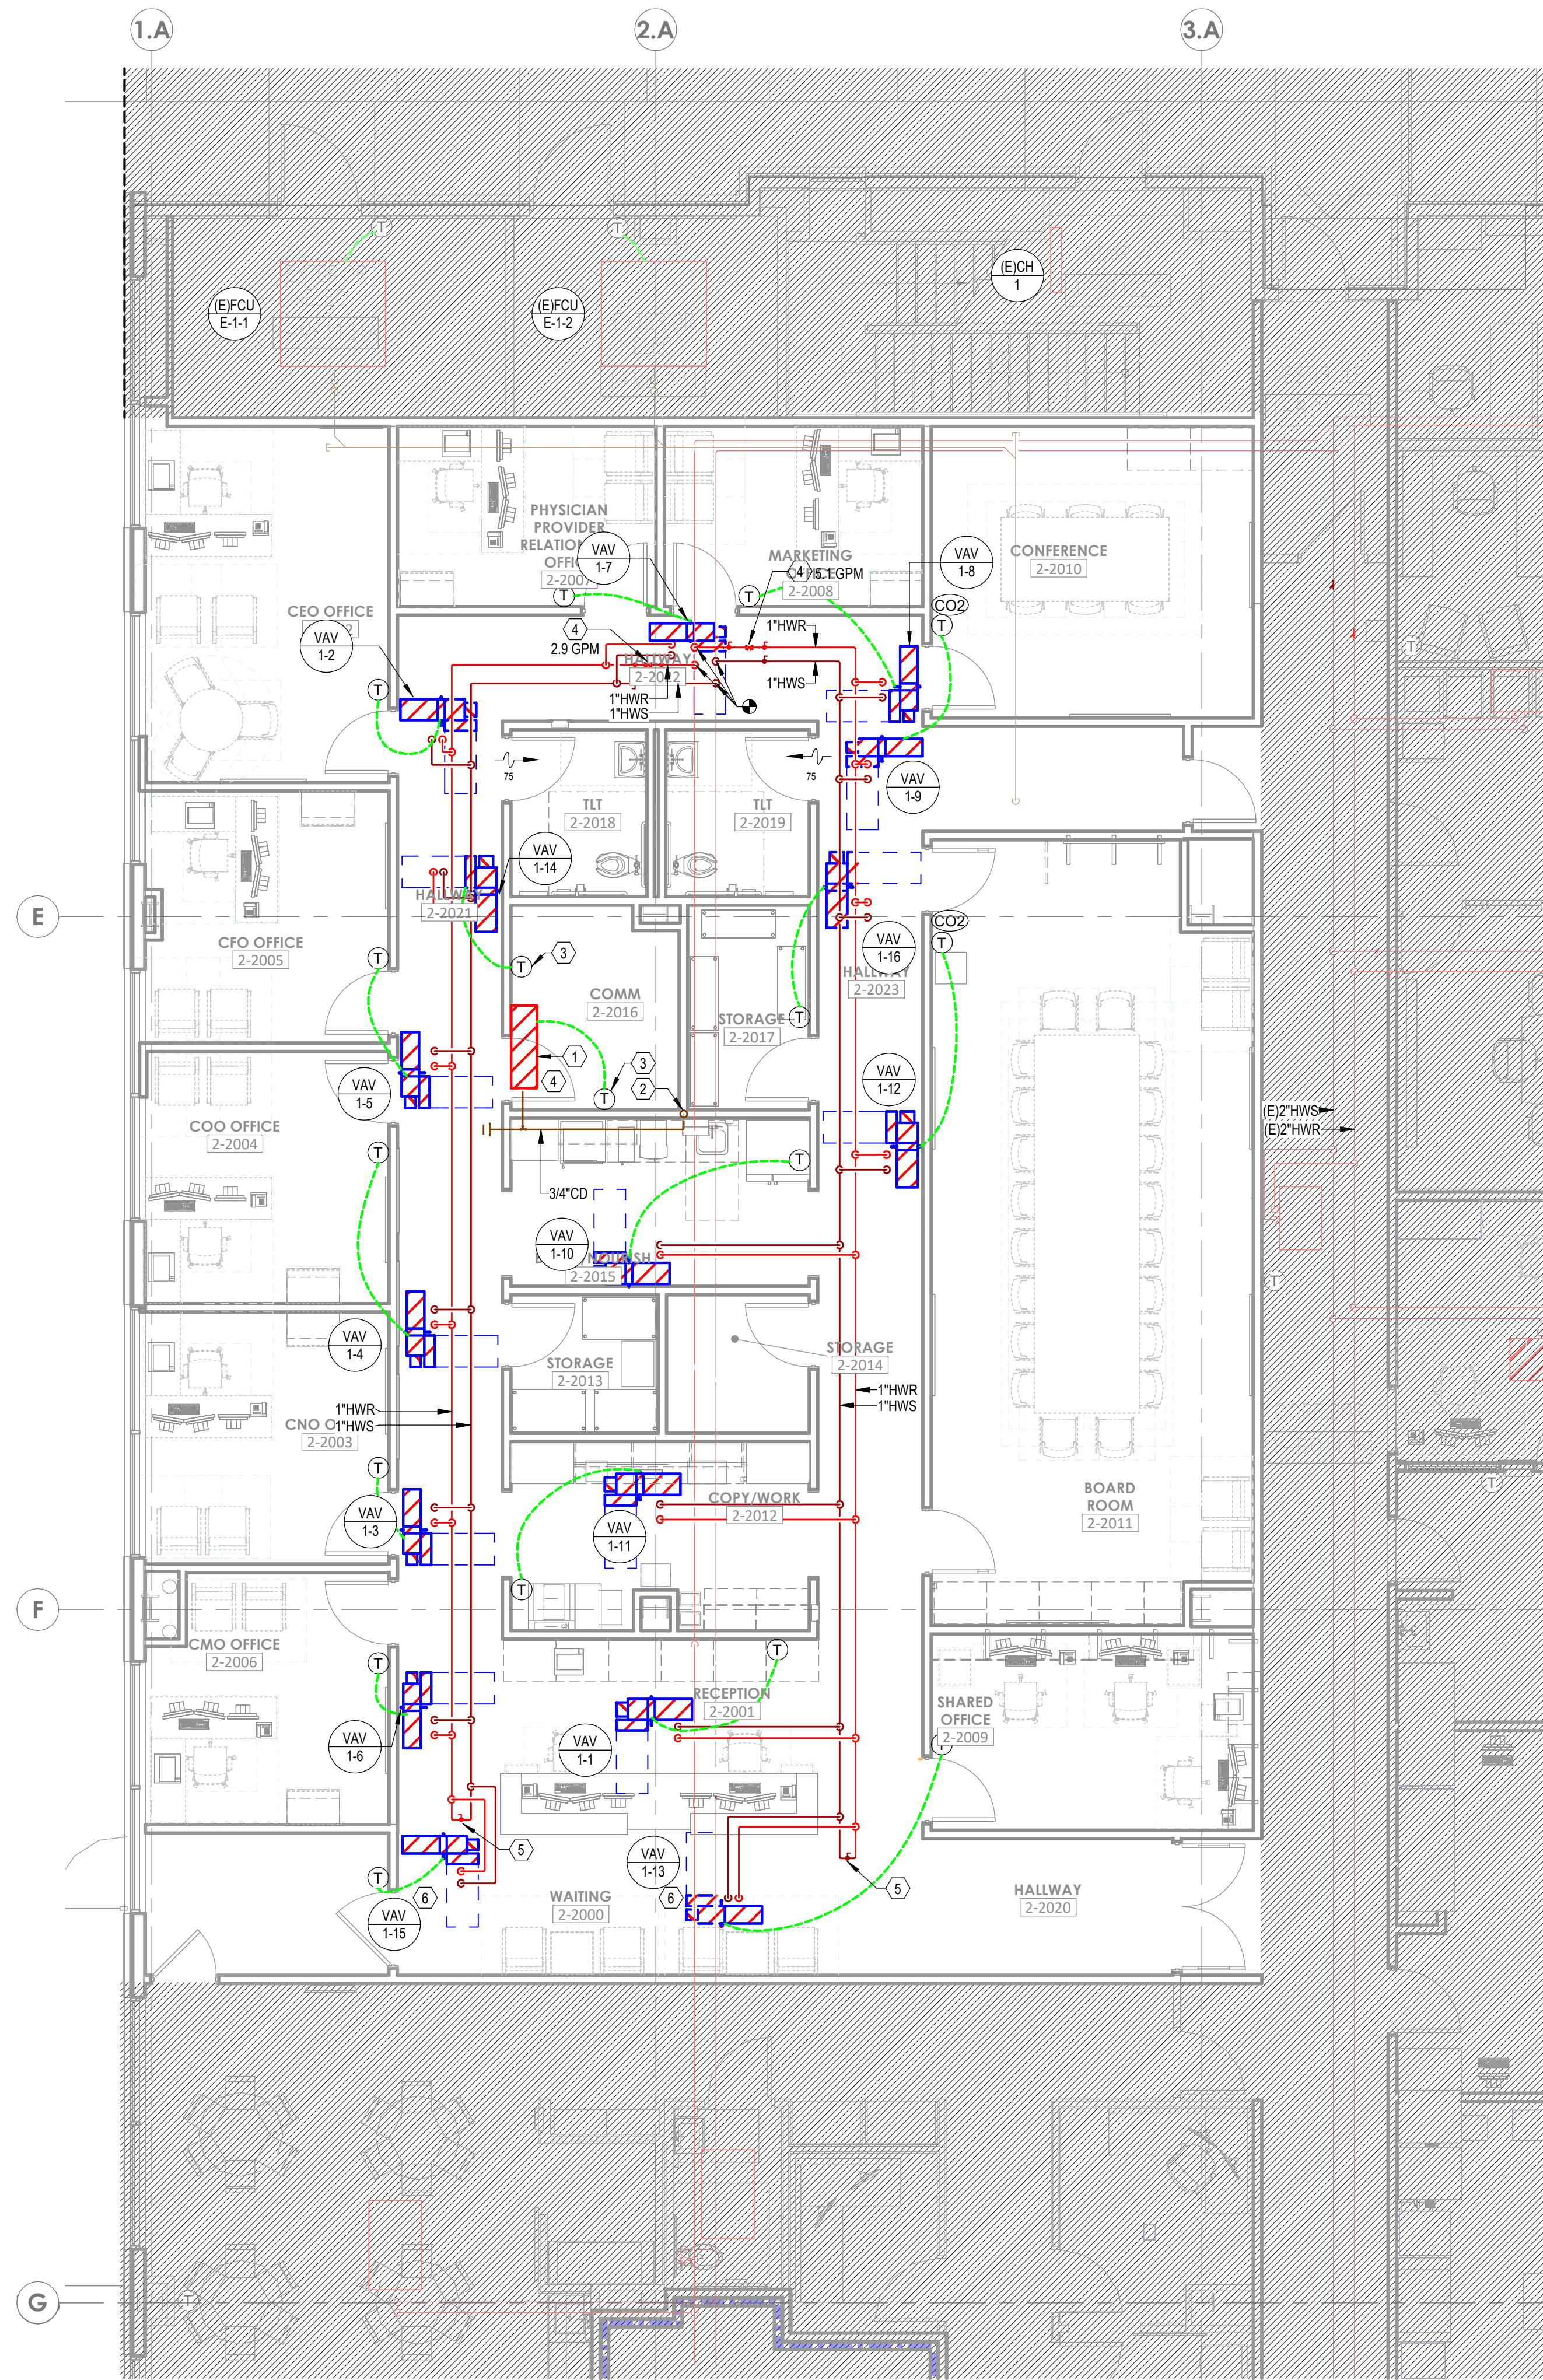 1.A
2.A
3.A
T
T
(E)FCU
E-1-1
(E)FCU
E-1-2
(E)CH
1
PHYSICIAN
PROVIDER
VAV
1-7
2-2007
MARKETING
4
5.1 GPM
2-2008
VAV
1-8
CONFERENCE
2-2010
CEO OFFICE
VAV
1-2
T
T
CO2
T
4
2.9 GPM
1"HWR
1"HWS
HALLWAY
2-2022
1"HWR
1"HWS
T
T
75
75
VAV
1-9
TLT
2-2018
TLT
2-2019
VAV
1-14
HALLWAY
2-2021
E
CFO OFFICE
2-2005
T
T
3
COMM
2-2016
CO2
T
VAV
1-16
HALLWAY
2-2023
STORAGE
2-2017
T
1
4
3
T
2
VAV
1-5
VAV
1-12
COO OFFICE
2-2004
T
T
(E)2"HWS
(E)2"HWR
3/4"CD
VAV
1-10
2-2015
T
VAV
1-4
STORAGE
2-2013
STORAGE
2-2014
1"HWR
1"HWS
1"HWR
1"HWS
2-2003
T
T
COPY/WORK
2-2012
BOARD
ROOM
2-2011
VAV
1-3
VAV
1-11
T
F
CMO OFFICE
2-2006
T
T
RECEPTION
2-2001
SHARED
OFFICE
2-2009
VAV
1-6
VAV
1-1
5
VAV
1-13
5
T
6
WAITING
2-2000
6
HALLWAY
2-2020
VAV
1-15
G
T